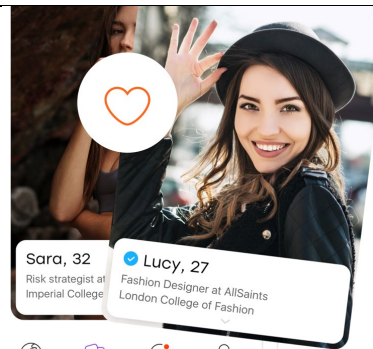 Sara, 32
Risk strategist at
Imperial College
Lucy, 27
Fashion Designer at AllSaints
London College of Fashion